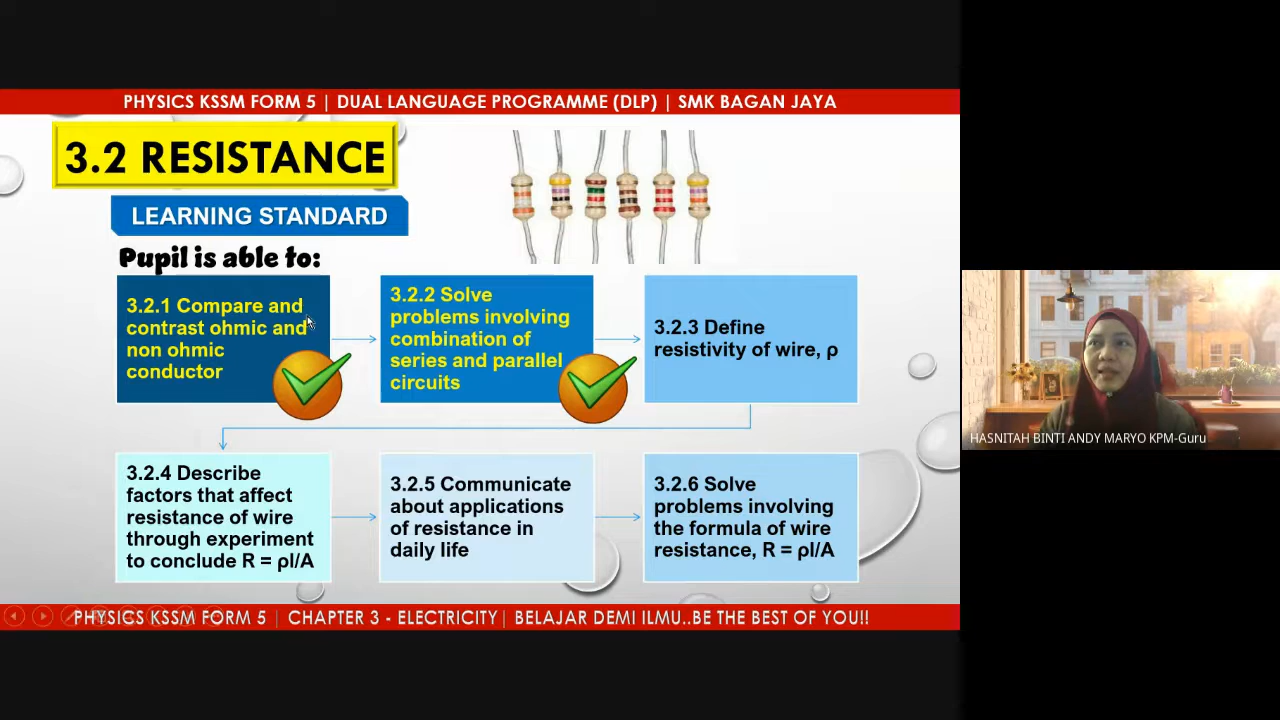 PHYSICS KSSM FORM 5 | DUAL LANGUAGE PROGRAMME (DLP) | SMK BAGAN JAYA
3.2 RESISTANCE
LEARNING STANDARD
Pupil is able to:
3.2.1 Compare and
contrast ohmic and
non ohmic
conductor
3.2.2 Solve
problems involving
combination of
series and parallel
circuits
3.2.3 Define
resistivity of wire, ρ
3.2.4 Describe
factors that affect
resistance of wire
through experiment
to conclude R = ρl/A
3.2.5 Communicate
about applications
of resistance in
daily life
3.2.6 Solve
problems involving
the formula of wire
resistance, R = ρl/A
PHYSICS KSSM FORM 5 | CHAPTER 3 - ELECTRICITY| BELAJAR DEMI ILMU..BE THE BEST OF YOU!!
HASNITAH BINTI ANDY MARYO KPM-Guru